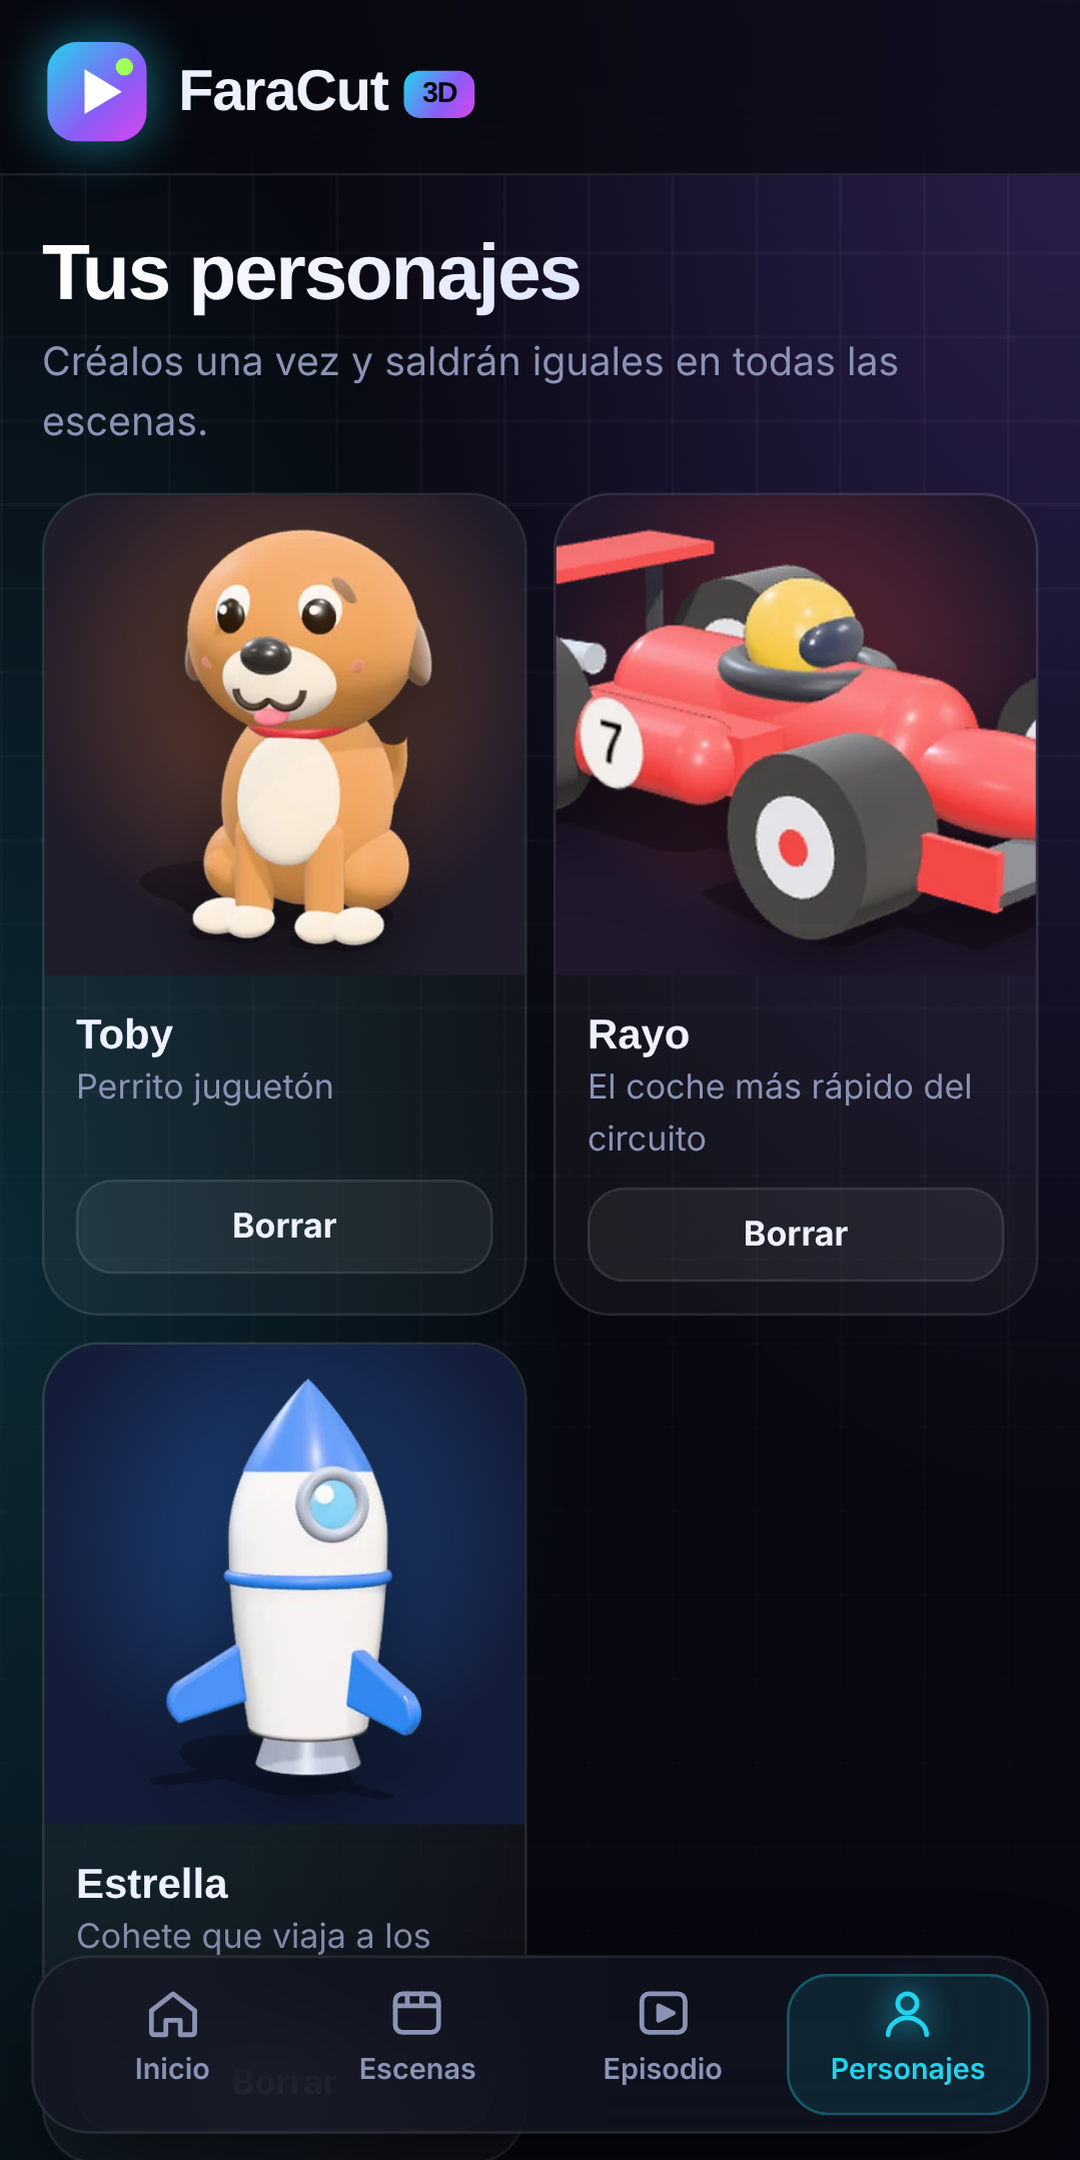 FaraCut 3D
Tus personajes
Créalos una vez y saldrán iguales en todas las
escenas.
7
Toby
Perrito juguetón
Borrar
Rayo
El coche más rápido del
circuito
Borrar
Estrella
Cohete que viaja a los
Borrar
Inicio
Escenas
Episodio
Personajes